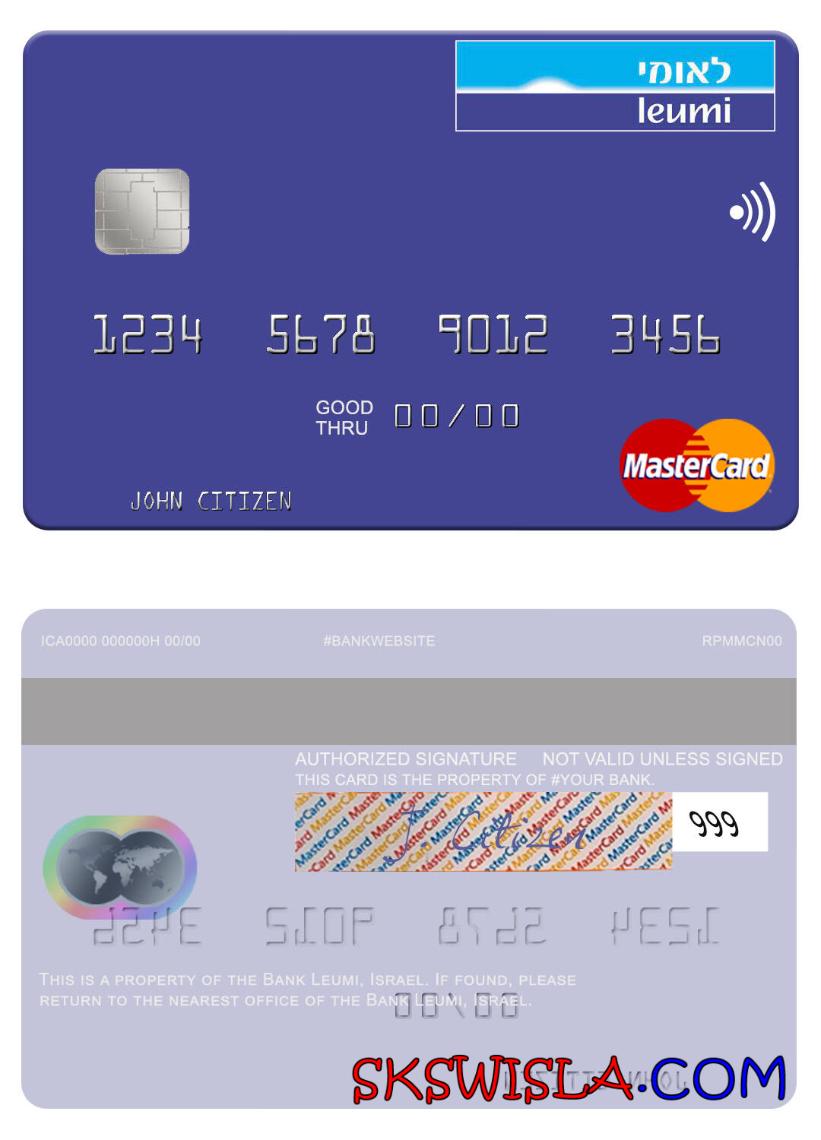 לאומי
leumi
1234 5678 9012 3456
GOOD THRU 00/00
JOHN CITIZEN
MasterCard
ICA0000 000000H 00/00 #BANKWEBSITE RPMMCN00
AUTHORIZED SIGNATURE NOT VALID UNLESS SIGNED
THIS CARD IS THE PROPERTY OF #YOUR BANK.
J. Citizen 999
THIS IS A PROPERTY OF THE BANK LEUMI, ISRAEL. IF FOUND, PLEASE
RETURN TO THE NEAREST OFFICE OF THE BANK LEUMI, ISRAEL.
SKSWISLA.COM